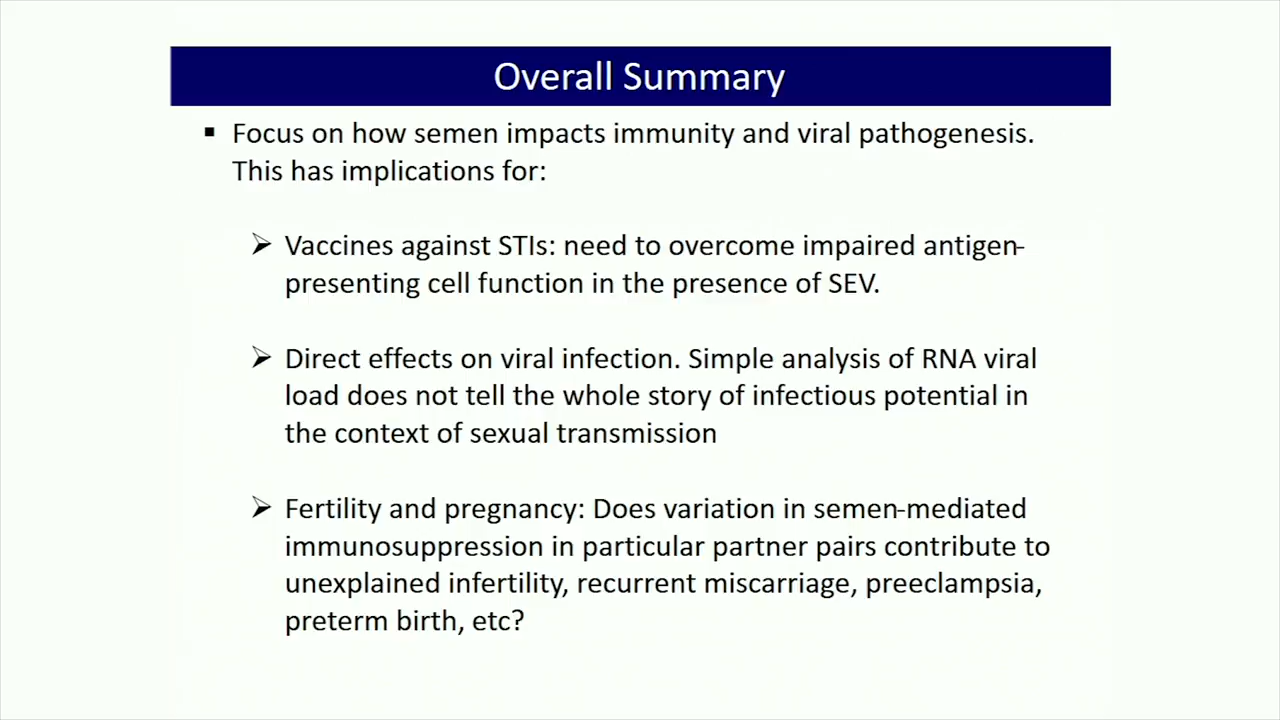 Overall Summary
▪ Focus on how semen impacts immunity and viral pathogenesis.
This has implications for:
➢ Vaccines against STIs: need to overcome impaired antigen-
presenting cell function in the presence of SEV.
➢ Direct effects on viral infection. Simple analysis of RNA viral
load does not tell the whole story of infectious potential in
the context of sexual transmission
➢ Fertility and pregnancy: Does variation in semen-mediated
immunosuppression in particular partner pairs contribute to
unexplained infertility, recurrent miscarriage, preeclampsia,
preterm birth, etc?